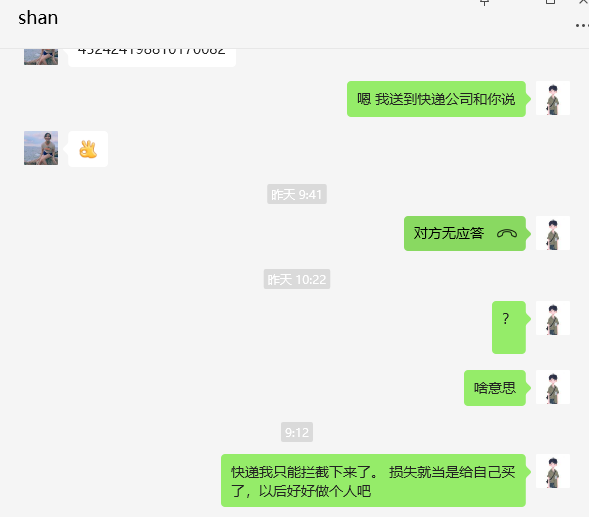 shan
嗯 我送到快递公司和你说
昨天 9:41
对方无应答
昨天 10:22
?
啥意思
9:12
快递我只能拦截下来了。 损失就当是给自己买
了，以后好好做个人吧